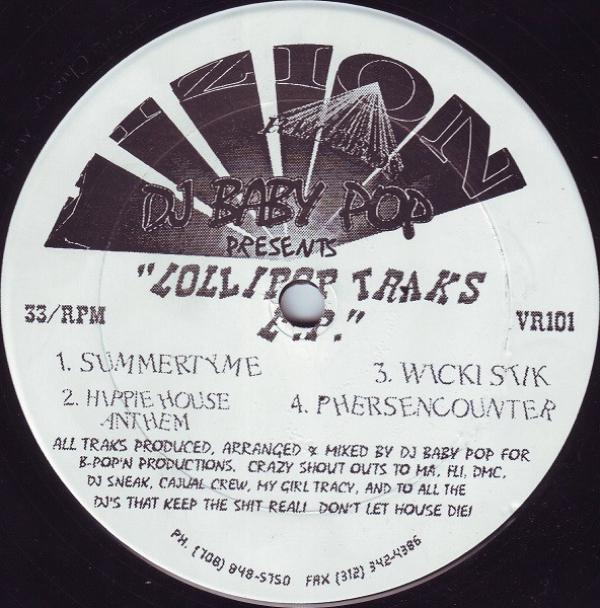 VIZION
Records
DJ BABY POP
PRESENTS
"LOLLIPOP TRAKS
E.P."
33/RPM
VR101
1. SUMMERTYME
2. HIPPIE HOUSE
ANTHEM
3. WICKI STIK
4. PHERSENCOUNTER
ALL TRAKS PRODUCED, ARRANGED & MIXED BY DJ BABY POP FOR
B-POP'N PRODUCTIONS. CRAZY SHOUT OUTS TO MA, FLI, DMC,
DJ SNEAK, CAJUAL CREW, MY GIRL TRACY, AND TO ALL THE
DJ'S THAT KEEP THE SHIT REAL! DON'T LET HOUSE DIE!
PH. (708) 848-5750 FAX (312) 342-4386